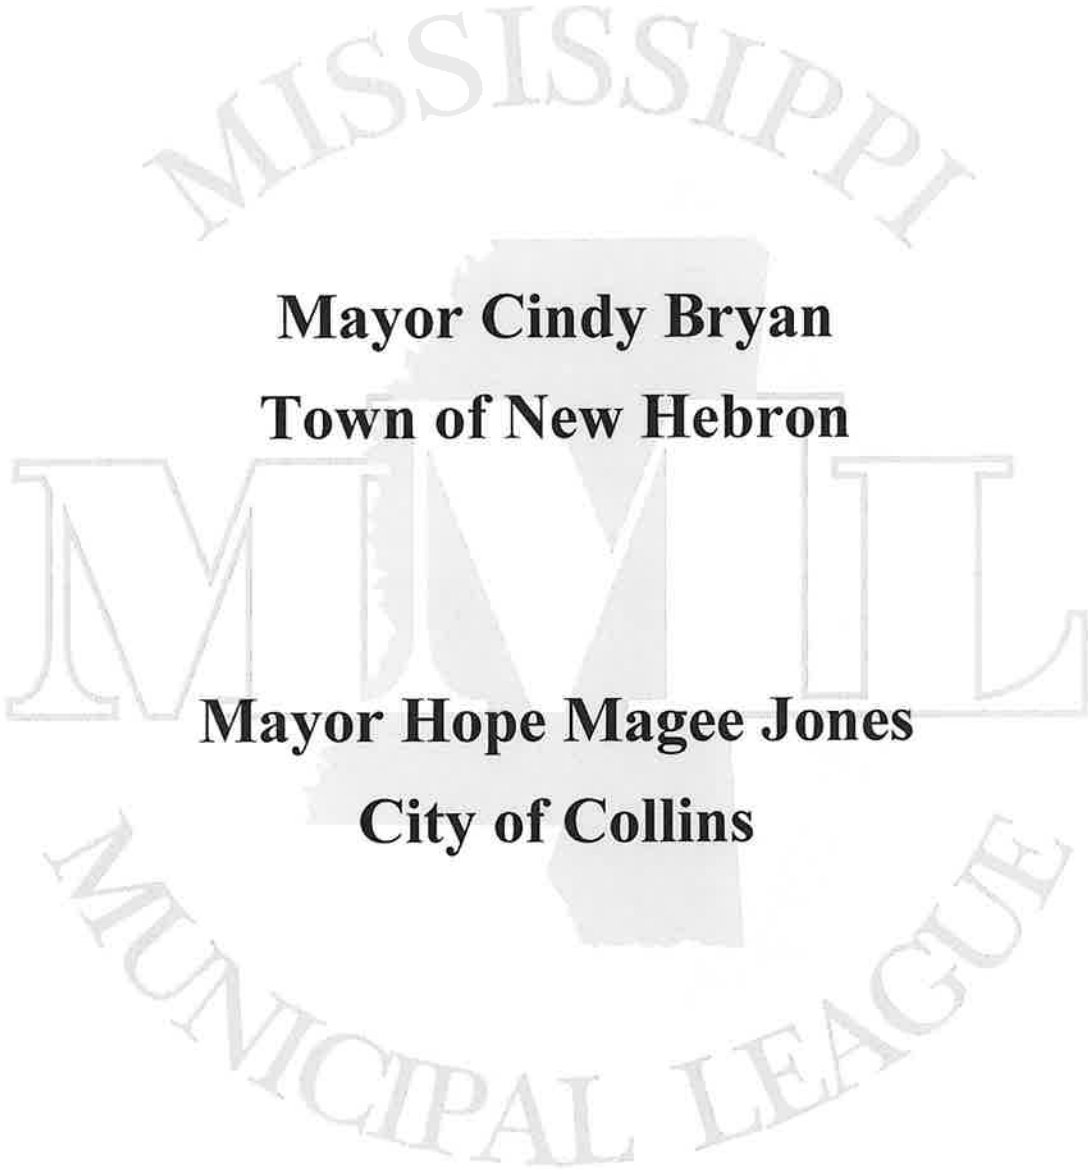 MISSISSIPPI
Mayor Cindy Bryan
Town of New Hebron
MML
Mayor Hope Magee Jones
City of Collins
MUNICIPAL LEAGUE